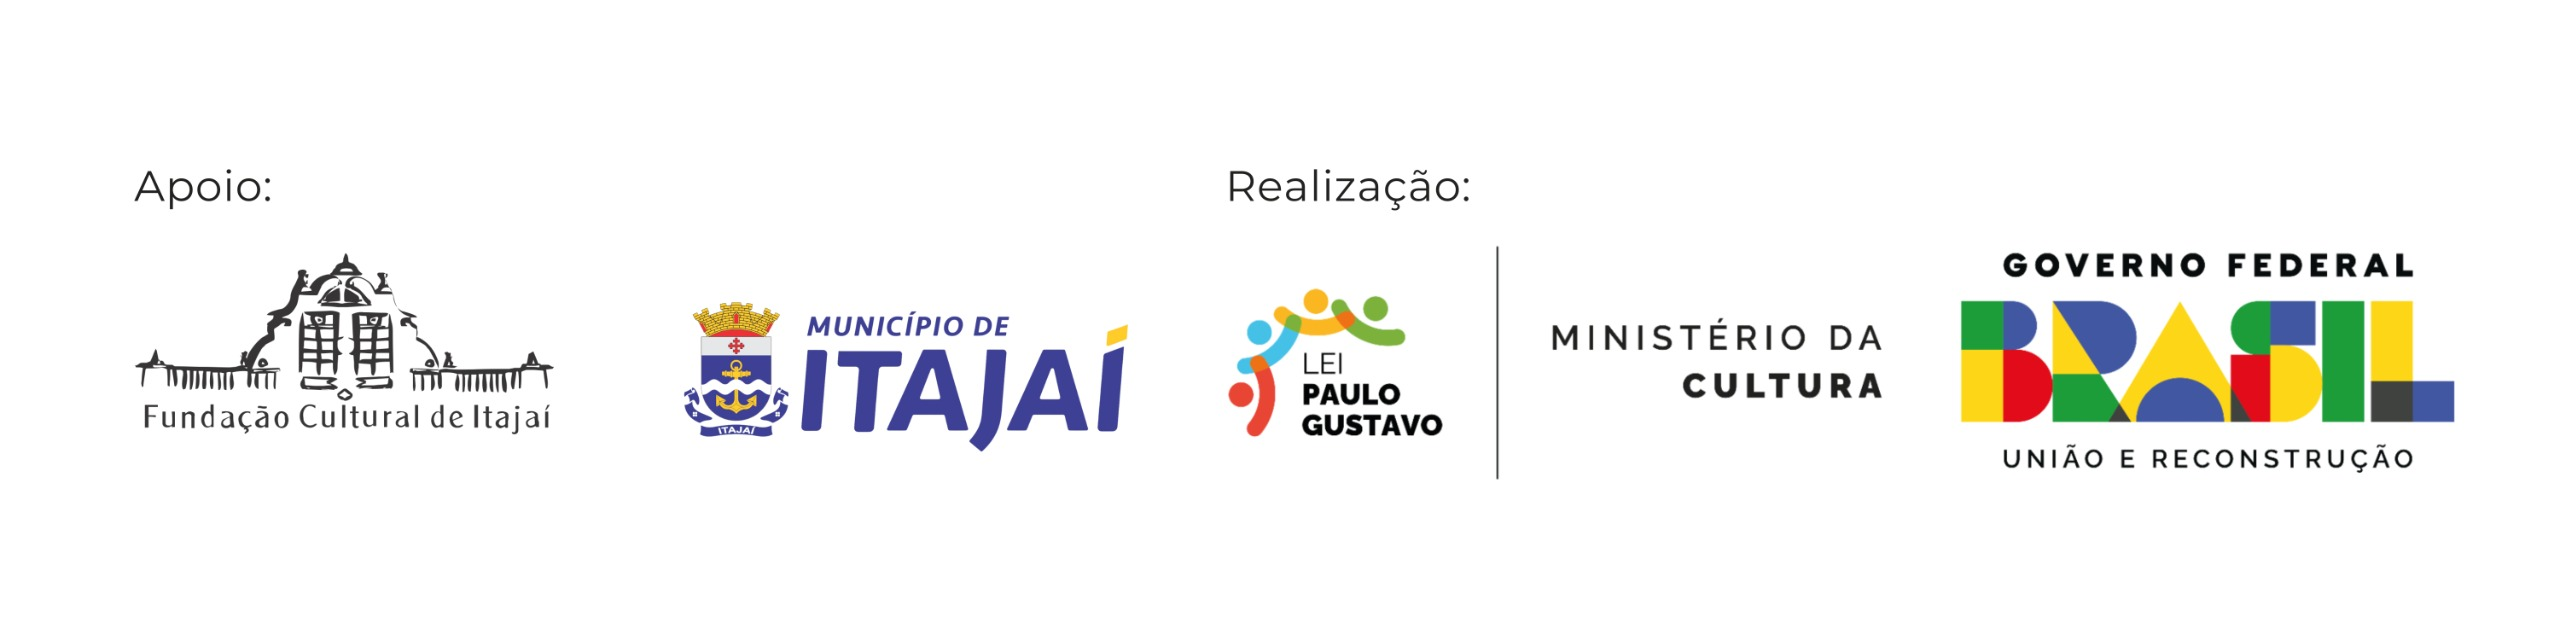 Apoio:
Fundação Cultural de Itajaí
MUNICÍPIO DE
ITAJAÍ
ITAJAÍ
Realização:
LEI
PAULO
GUSTAVO
MINISTÉRIO DA
CULTURA
GOVERNO FEDERAL
BRASIL
UNIÃO E RECONSTRUÇÃO